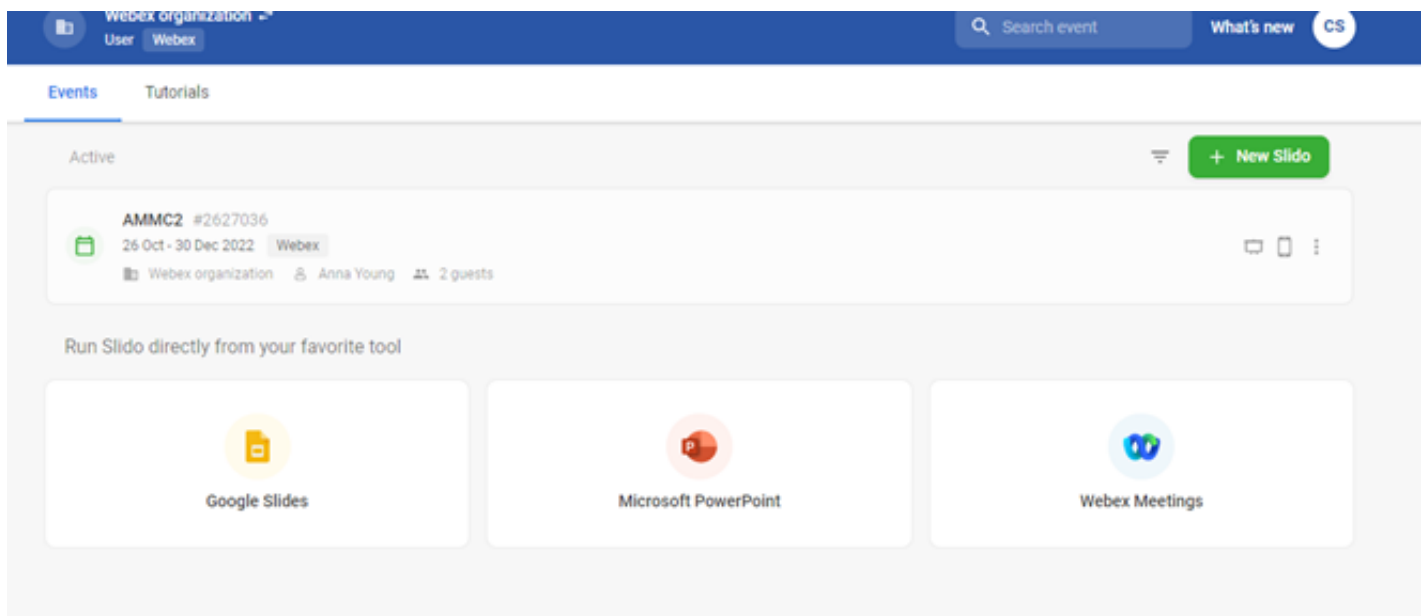 Webex organization
User Webex
Search event
What's new
CS
Events
Tutorials
Active
+ New Slido
AMMC2 #2627036
26 Oct - 30 Dec 2022 Webex
Webex organization Anna Young 2 guests
Run Slido directly from your favorite tool
P
Google Slides
Microsoft PowerPoint
Webex Meetings